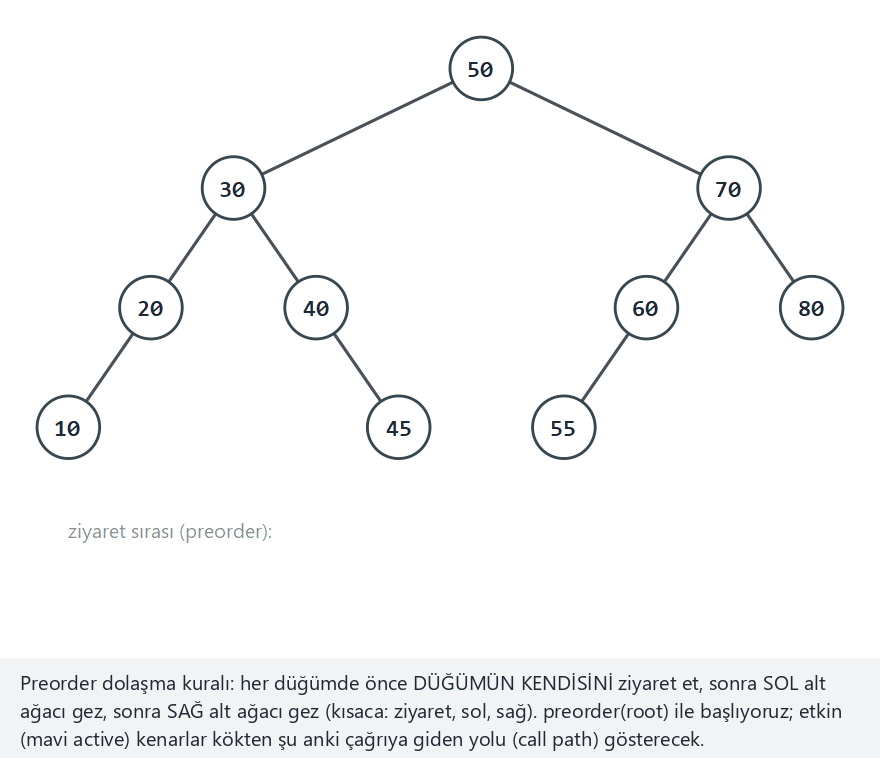 50
30
70
20
40
60
80
10
45
55
ziyaret sırası (preorder):
Preorder dolaşma kuralı: her düğümde önce DÜĞÜMÜN KENDİSİNİ ziyaret et, sonra SOL alt
ağacı gez, sonra SAĞ alt ağacı gez (kısaca: ziyaret, sol, sağ). preorder(root) ile başlıyoruz; etkin
(mavi active) kenarlar kökten şu anki çağrıya giden yolu (call path) gösterecek.